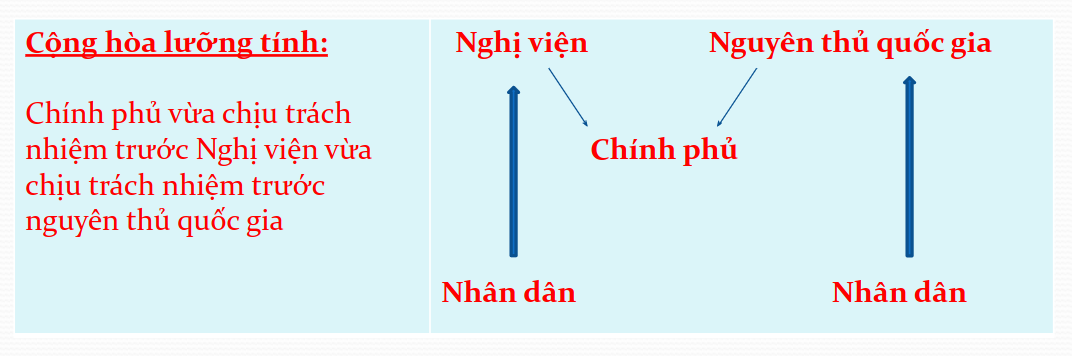 Cộng hòa lưỡng tính:
Chính phủ vừa chịu trách
nhiệm trước Nghị viện vừa
chịu trách nhiệm trước
nguyên thủ quốc gia
Nghị viện
Nguyên thủ quốc gia
Chính phủ
Nhân dân
Nhân dân